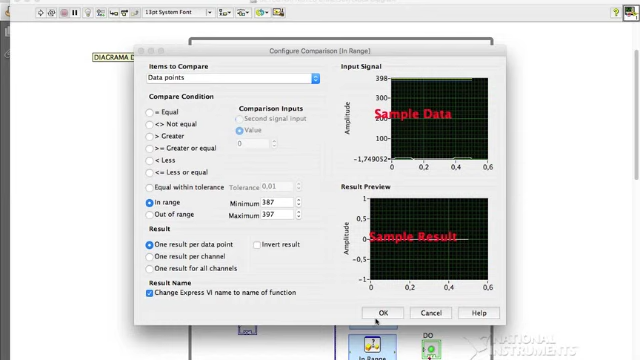 13pt System Font
DIAGRAMA D
Configure Comparison [In Range]
Items to Compare
Data points
Compare Condition
= Equal
<> Not equal
> Greater
>= Greater or equal
< Less
<= Less or equal
Equal within tolerance
Tolerance 0,01
In range
Out of range
Minimum 387
Maximum 397
Comparison Inputs
Second signal input
Value
0
Result
One result per data point
One result per channel
One result for all channels
Invert result
Result Name
Change Express VI name to name of function
Input Signal
Amplitude
398
300
200
100
-1,749052
0
0,2
0,4
0,6
Sample Data
Result Preview
Amplitude
1
0,5
0
-0,5
-1
0
0,2
0,4
0,6
Sample Result
OK
Cancel
Help
In Range
DO
NATIONAL
INSTRUMENTS